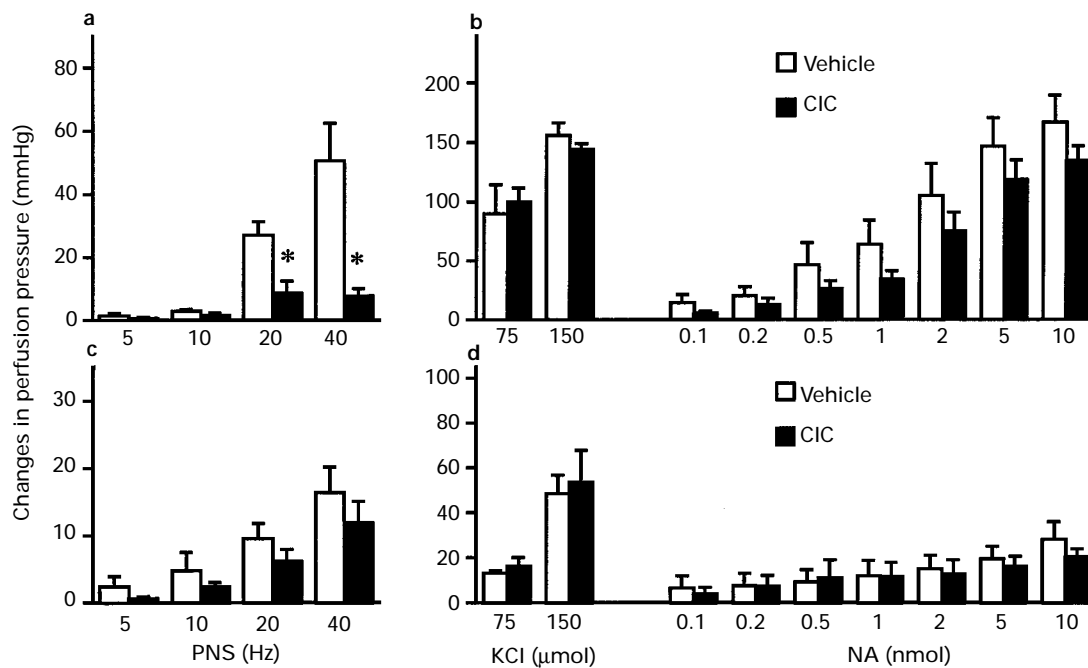 a
b
Changes in perfusion pressure (mmHg)
80
60
40
20
0
5 10 20 40
*
*
200
150
100
50
0
Vehicle
CIC
75 150 0.1 0.2 0.5 1 2 5 10
c
d
30
20
10
0
5 10 20 40
PNS (Hz)
100
80
60
40
20
0
Vehicle
CIC
75 150 0.1 0.2 0.5 1 2 5 10
KCl (μmol) NA (nmol)